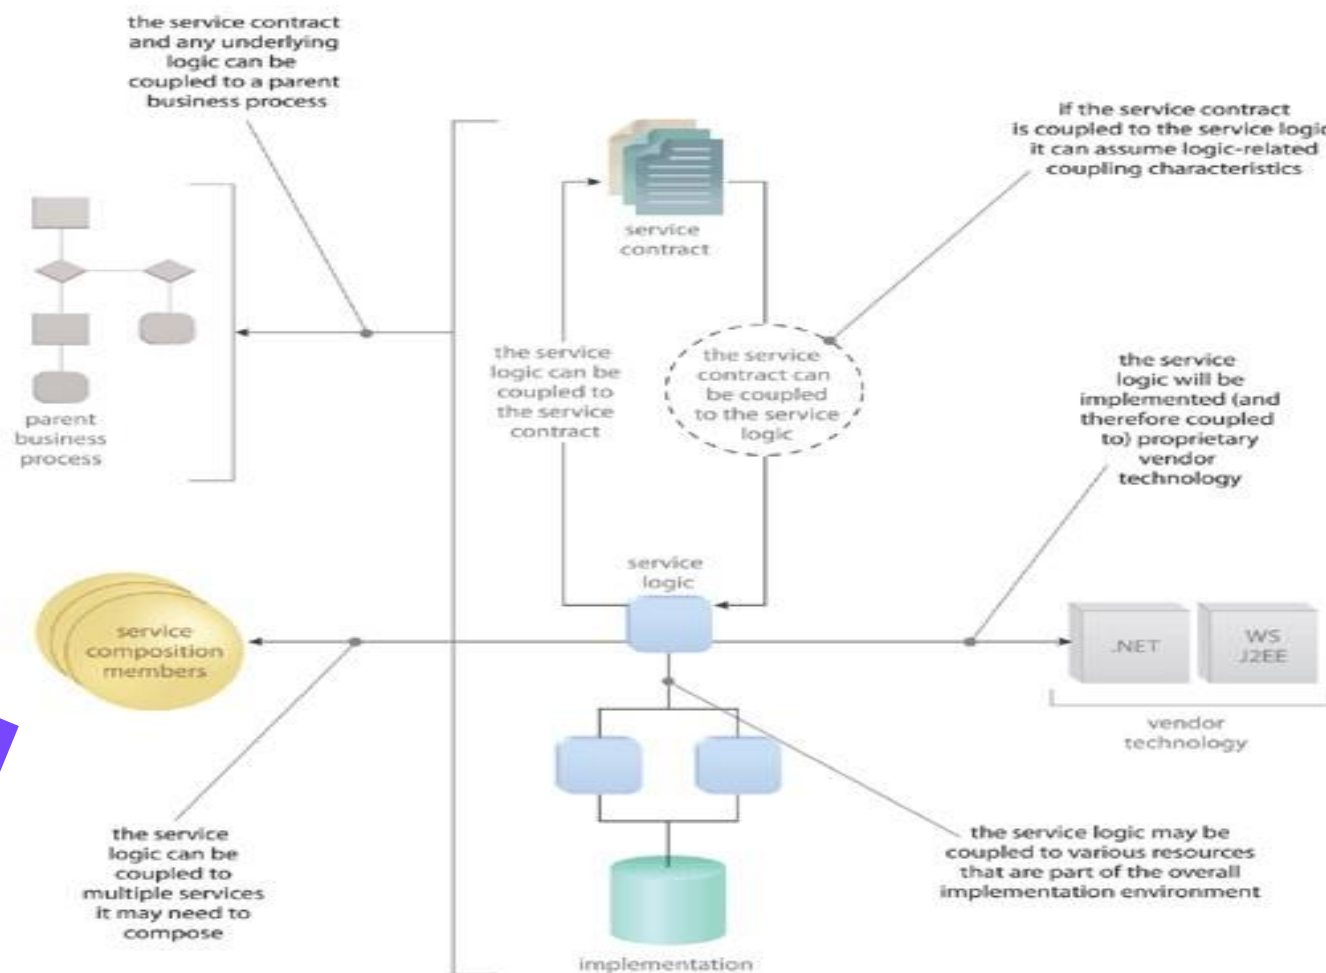 the service contract
and any underlying
logic can be
coupled to a parent
business process
if the service contract
is coupled to the service logic
it can assume logic-related
coupling characteristics
service
contract
the service
logic can be
coupled to
the service
contract
the service
contract can
be coupled
to the service
logic
the service
logic will be
implemented (and
therefore coupled
to) proprietary
vendor
technology
parent
business
process
service
logic
service
composition
members
.NET
WS
J2EE
vendor
technology
the service
logic can be
coupled to
multiple services
it may need to
compose
the service logic may be
coupled to various resources
that are part of the overall
implementation environment
implementation